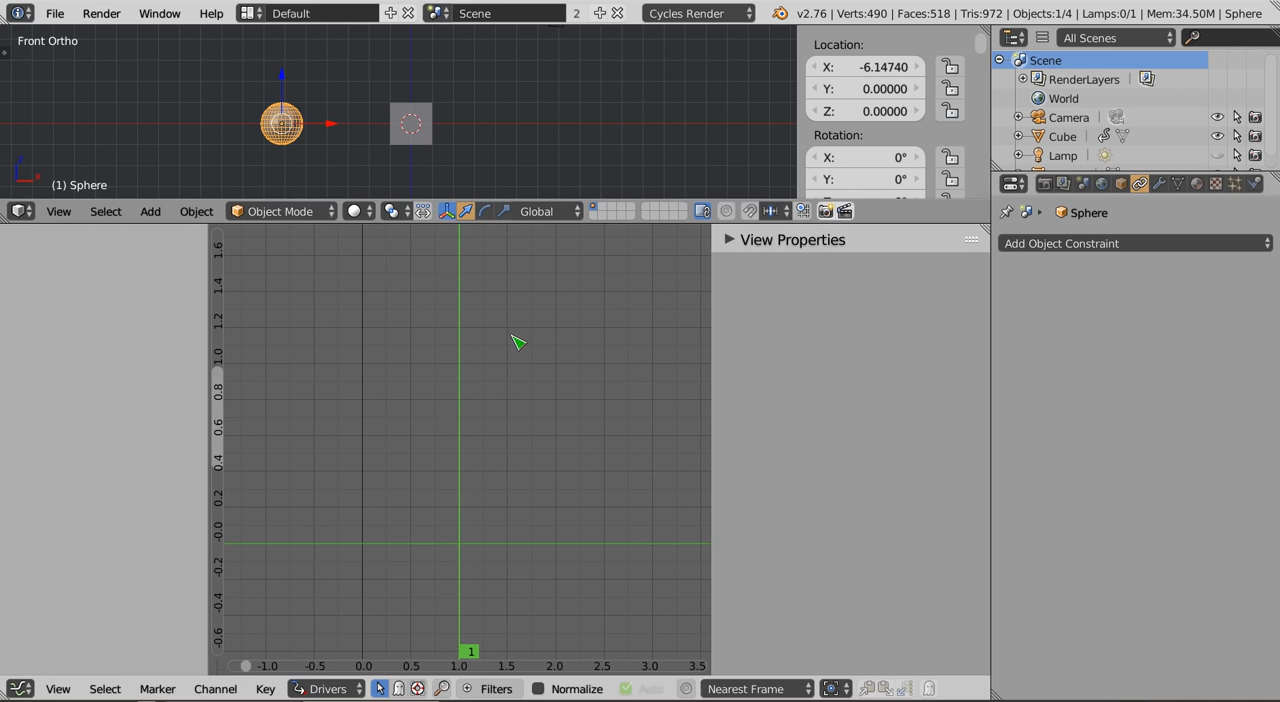 File Render Window Help Default Scene 2 Cycles Render v2.76 | Verts:490 | Faces:518 | Tris:972 | Objects:1/4 | Lamps:0/1 | Mem:34.50M | Sphere
Front Ortho
(1) Sphere
Location:
X: -6.14740
Y: 0.00000
Z: 0.00000
Rotation:
X: 0°
Y: 0°
All Scenes
Scene
RenderLayers |
World
Camera |
Cube |
Lamp |
View Select Add Object Object Mode Global
Sphere
Add Object Constraint
View Properties
1.6
1.4
1.2
1.0
0.8
0.6
0.4
0.2
-0.0
-0.2
-0.4
-0.6
1
-1.0 -0.5 0.0 0.5 1.0 1.5 2.0 2.5 3.0 3.5
View Select Marker Channel Key Drivers Filters Normalize Auto Nearest Frame